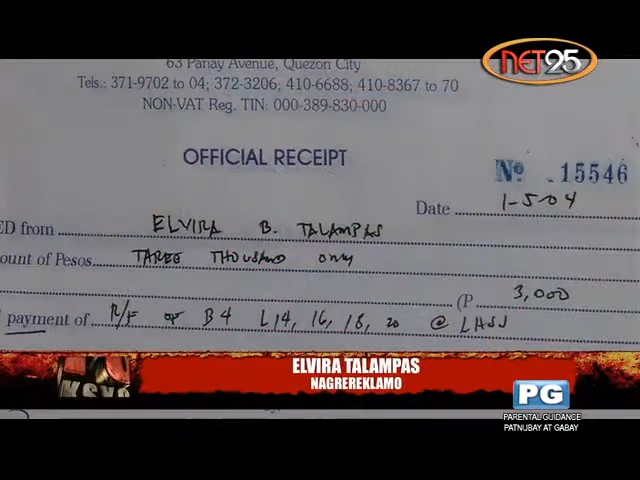 NET25
63 Panay Avenue, Quezon City
Tels.: 371-9702 to 04; 372-3206; 410-6688; 410-8367 to 70
NON-VAT Reg. TIN: 000-389-830-000
OFFICIAL RECEIPT
Nº 15546
Date 1-5-04
ED from ELVIRA B. TALAMPAS
ount of Pesos THREE THOUSAND ONLY
(P 3,000
payment of R/F OF B4 L14, 16, 18, 20 @ LHSS
ELVIRA TALAMPAS
NAGREREKLAMO
PG
PARENTAL GUIDANCE
PATNUBAY AT GABAY